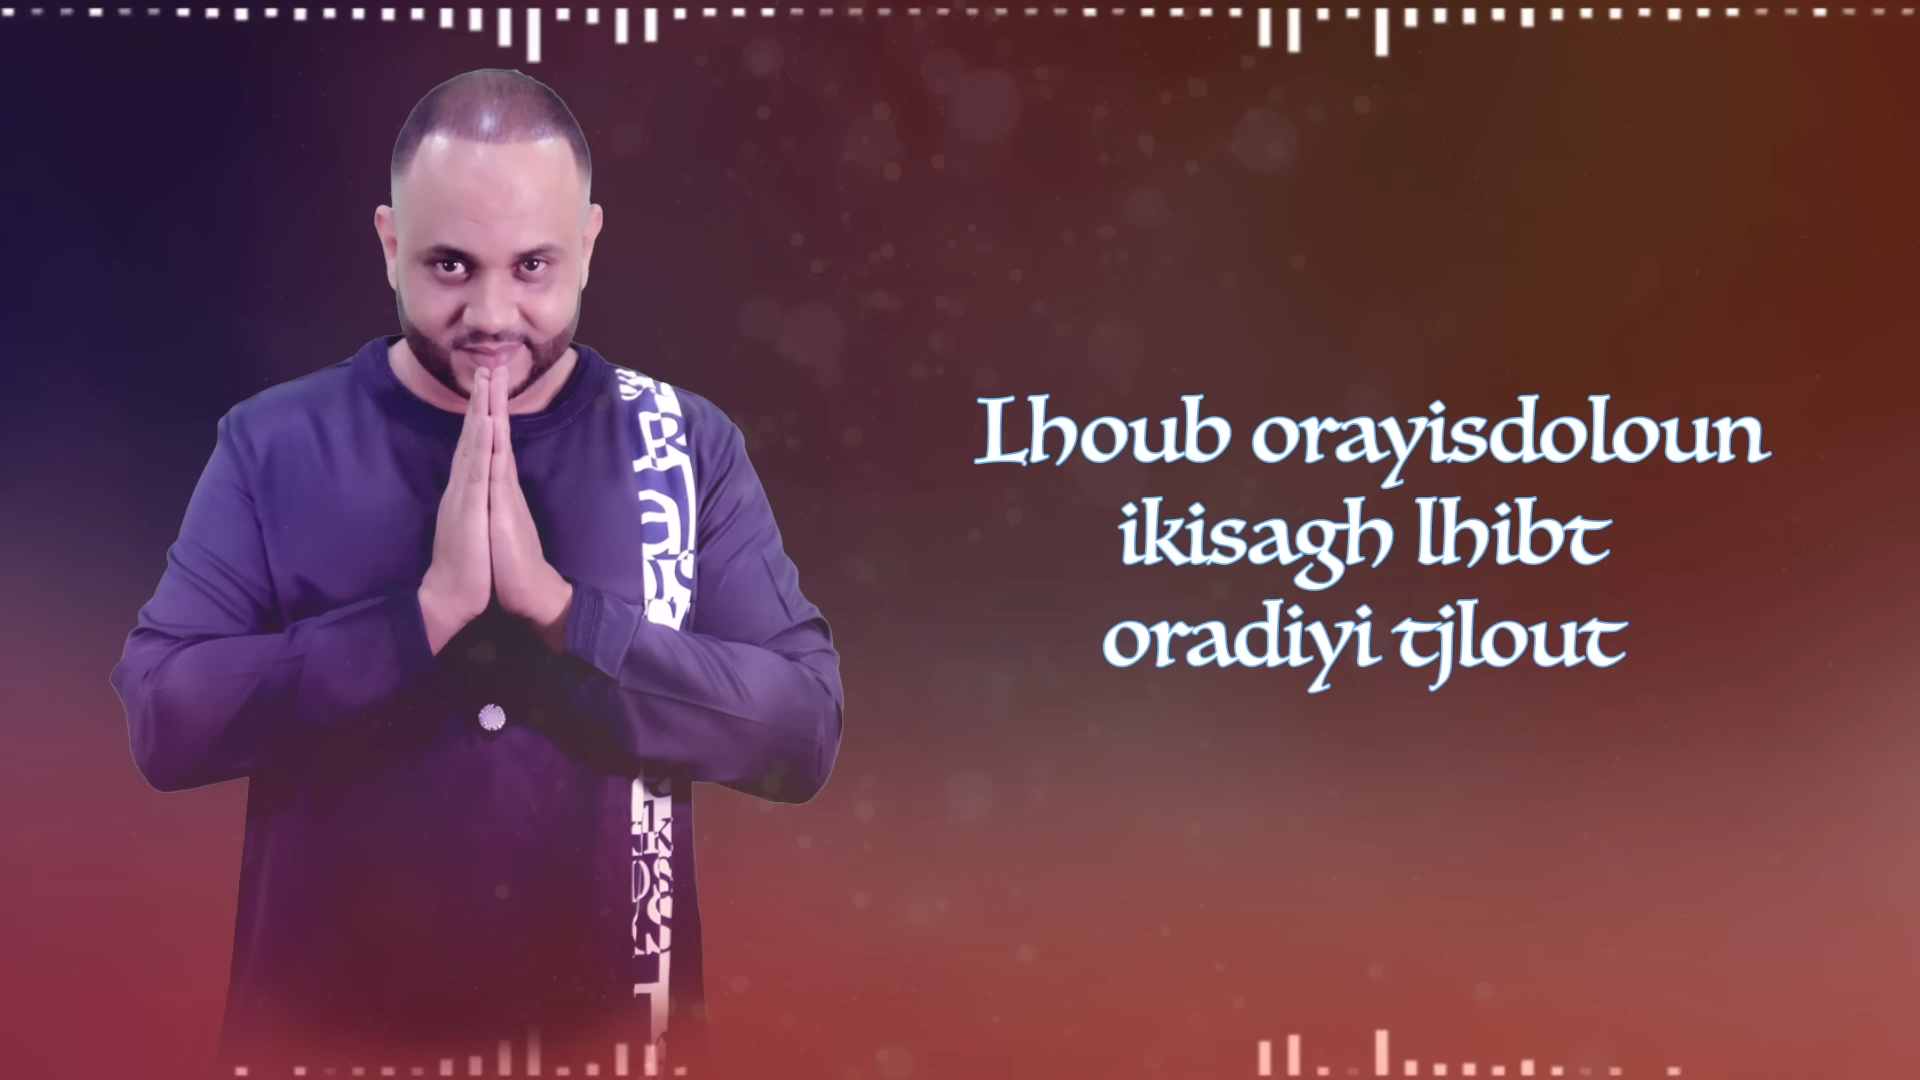 Lhoub orayisdoloun
ikisagh lhibt
oradiyi tjlout